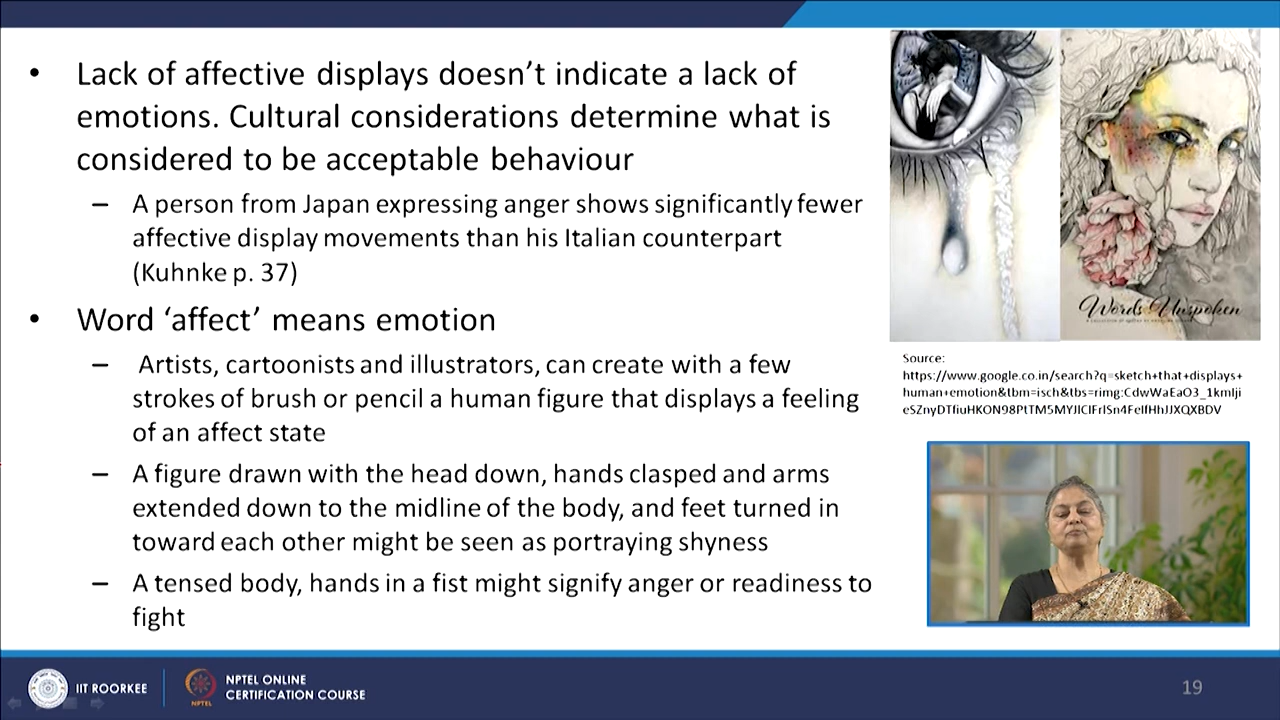 • Lack of affective displays doesn’t indicate a lack of
emotions. Cultural considerations determine what is
considered to be acceptable behaviour
– A person from Japan expressing anger shows significantly fewer
affective display movements than his Italian counterpart
(Kuhnke p. 37)
• Word ‘affect’ means emotion
– Artists, cartoonists and illustrators, can create with a few
strokes of brush or pencil a human figure that displays a feeling
of an affect state
– A figure drawn with the head down, hands clasped and arms
extended down to the midline of the body, and feet turned in
toward each other might be seen as portraying shyness
– A tensed body, hands in a fist might signify anger or readiness to
fight
Words Unspoken
Source:
https://www.google.co.in/search?q=sketch+that+displays+
human+emotion&tbm=isch&tbs=rimg:CdwWaEaO3_1kmIji
IIT ROORKEE
NPTEL
NPTEL ONLINE
CERTIFICATION COURSE
19